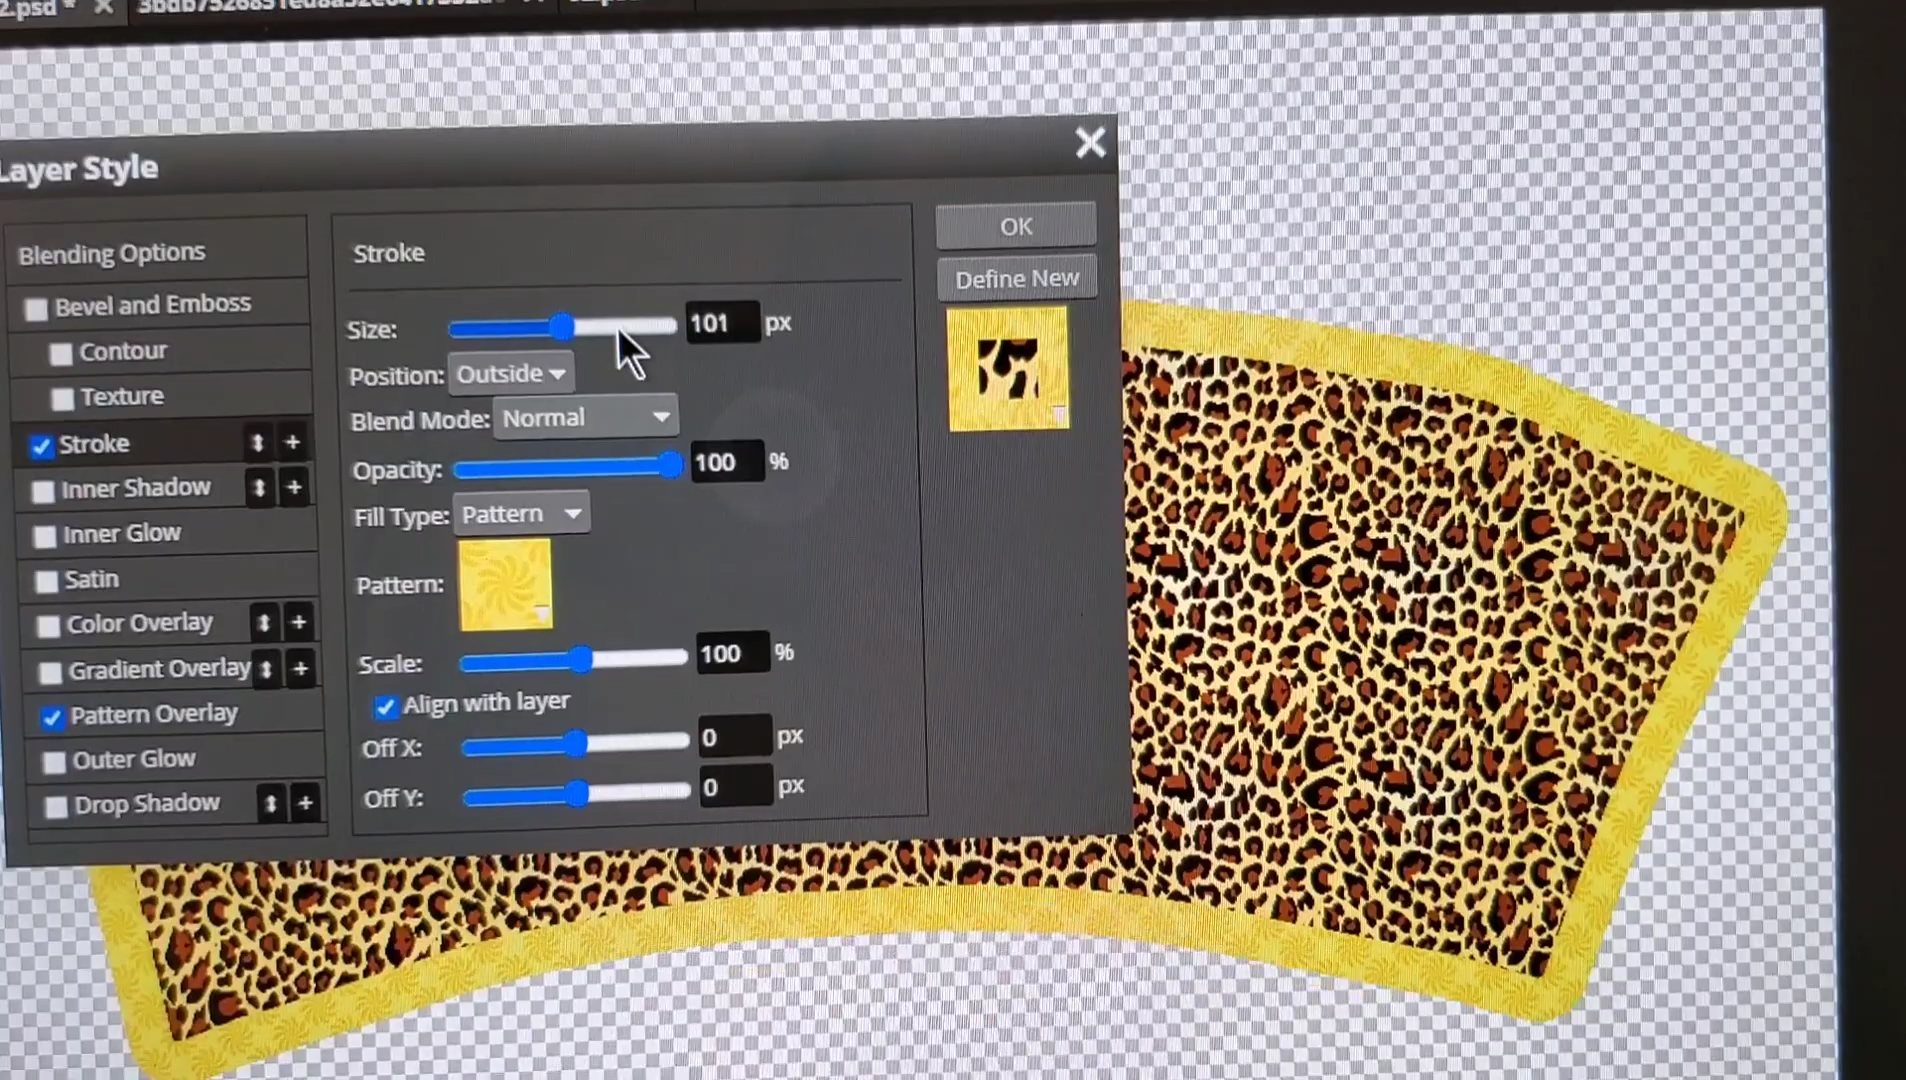 2.psd *
Layer Style
Blending Options
Bevel and Emboss
Contour
Texture
Stroke
Inner Shadow
Inner Glow
Satin
Color Overlay
Gradient Overlay
Pattern Overlay
Outer Glow
Drop Shadow
Stroke
Size: 101 px
Position: Outside
Blend Mode: Normal
Opacity: 100 %
Fill Type: Pattern
Pattern:
Scale: 100 %
Align with layer
Off X: 0 px
Off Y: 0 px
OK
Define New